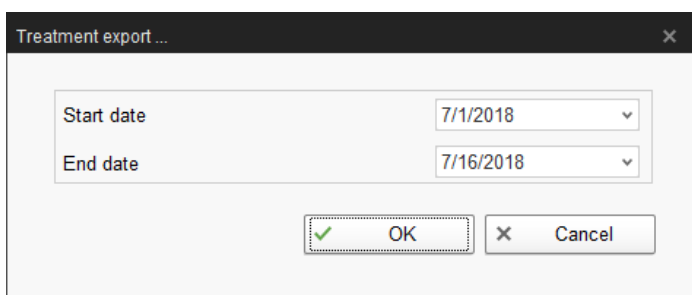 Treatment export ...
Start date 7/1/2018
End date 7/16/2018
OK Cancel